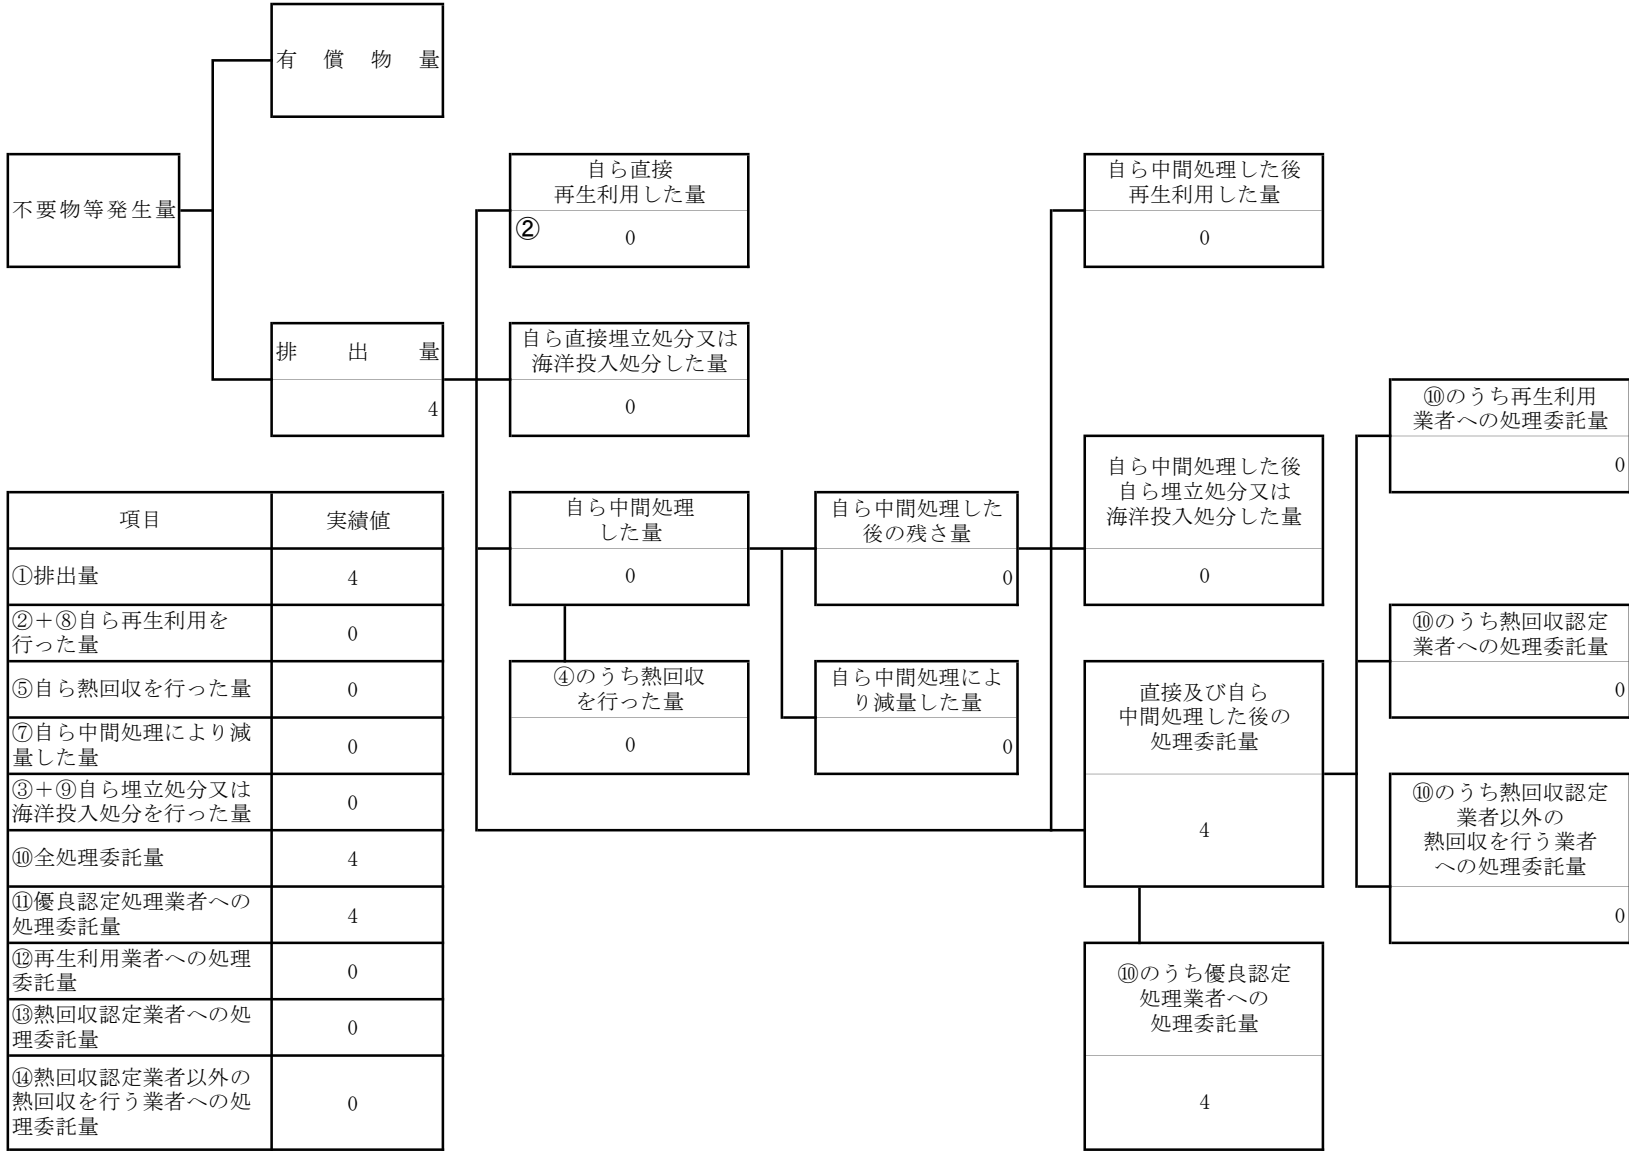 有償物量
不要物等発生量
自ら直接
再生利用した量
②
0
自ら中間処理した後
再生利用した量
0
排出量
4
自ら直接埋立処分又は
海洋投入処分した量
0
⑩のうち再生利用
業者への処理委託量
0
自ら中間処理
した量
0
自ら中間処理した
後の残さ量
0
自ら中間処理した後
自ら埋立処分又は
海洋投入処分した量
0
⑩のうち熱回収認定
業者への処理委託量
0
④のうち熱回収
を行った量
0
自ら中間処理によ
り減量した量
0
直接及び自ら
中間処理した後の
処理委託量
4
⑩のうち熱回収認定
業者以外の
熱回収を行う業者
への処理委託量
0
⑩のうち優良認定
処理業者への
処理委託量
4
項目
実績値
①排出量
4
②＋⑧自ら再生利用を
行った量
0
⑤自ら熱回収を行った量
0
⑦自ら中間処理により減
量した量
0
③＋⑨自ら埋立処分又は
海洋投入処分を行った量
0
⑩全処理委託量
4
⑪優良認定処理業者への
処理委託量
4
⑫再生利用業者への処理
委託量
0
⑬熱回収認定業者への処
理委託量
0
⑭熱回収認定業者以外の
熱回収を行う業者への処
理委託量
0